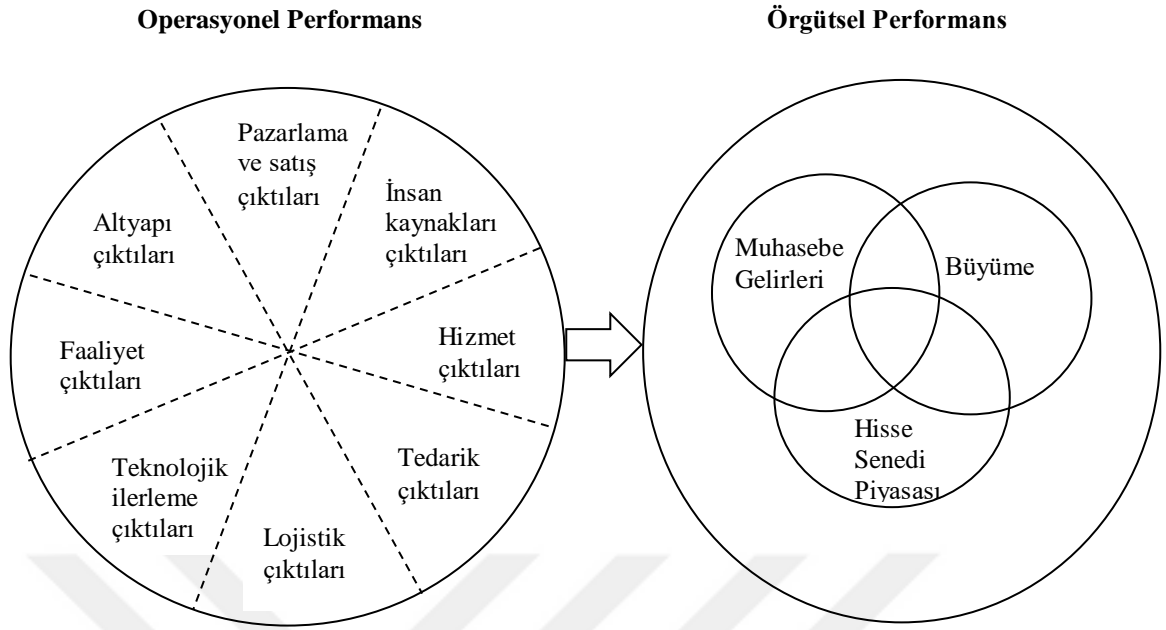 Operasyonel Performans
Örgütsel Performans
Pazarlama
ve satış
çıktıları
İnsan
kaynakları
çıktıları
Hizmet
çıktıları
Tedarik
çıktıları
Lojistik
çıktıları
Teknolojik
ilerleme
çıktıları
Faaliyet
çıktıları
Altyapı
çıktıları
Muhasebe
Gelirleri
Büyüme
Hisse
Senedi
Piyasası